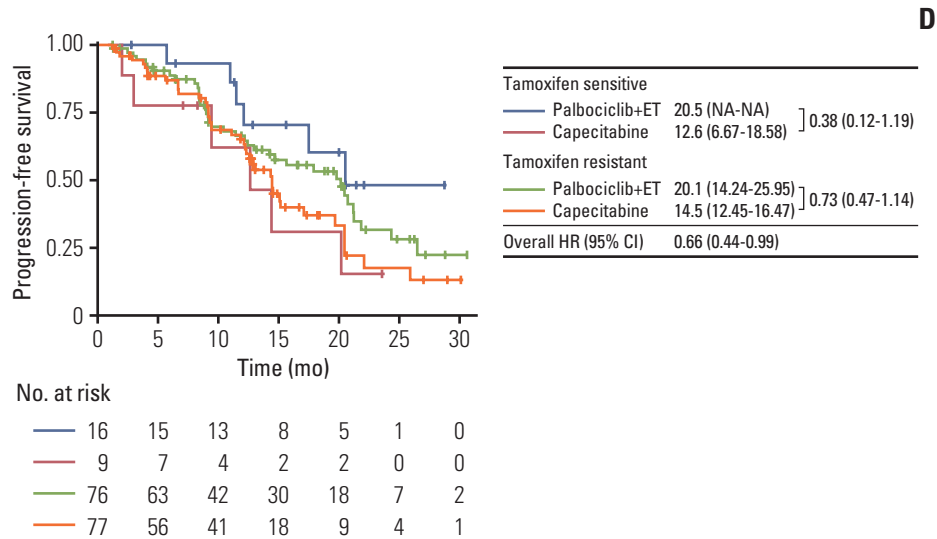 D
Progression-free survival
1.00
0.75
0.50
0.25
0
0 5 10 15 20 25 30
Time (mo)
Tamoxifen sensitive
Palbociclib+ET 20.5 (NA-NA)
Capecitabine 12.6 (6.67-18.58)
0.38 (0.12-1.19)
Tamoxifen resistant
Palbociclib+ET 20.1 (14.24-25.95)
Capecitabine 14.5 (12.45-16.47)
0.73 (0.47-1.14)
Overall HR (95% CI) 0.66 (0.44-0.99)
No. at risk
16 15 13 8 5 1 0
9 7 4 2 2 0 0
76 63 42 30 18 7 2
77 56 41 18 9 4 1